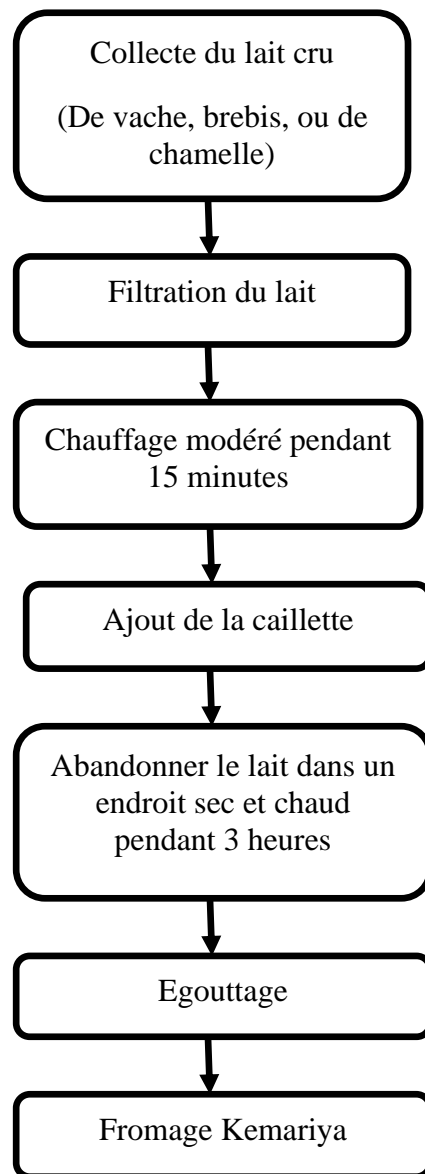 Collecte du lait cru
(De vache, brebis, ou de
chamelle)
Filtration du lait
Chauffage modéré pendant
15 minutes
Ajout de la caillette
Abandonner le lait dans un
endroit sec et chaud
pendant 3 heures
Egouttage
Fromage Kemariya